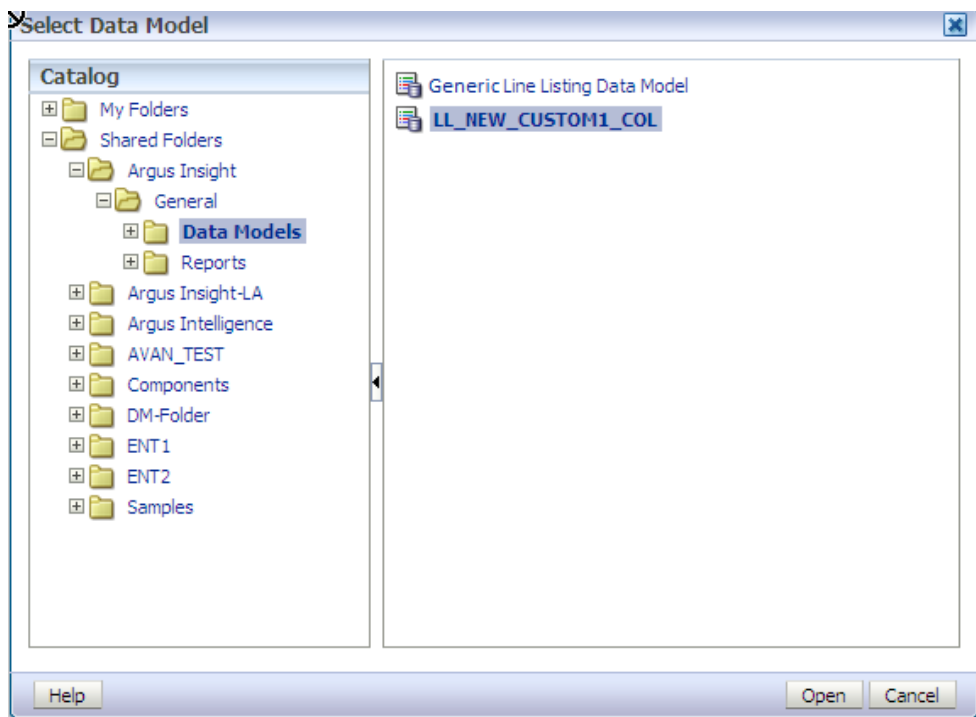 Select Data Model
Catalog
My Folders
Shared Folders
Argus Insight
General
Data Models
Reports
Argus Insight-LA
Argus Intelligence
AVAN_TEST
Components
DM-Folder
ENT1
ENT2
Samples
Generic Line Listing Data Model
LL_NEW_CUSTOM1_COL
Help
Open
Cancel